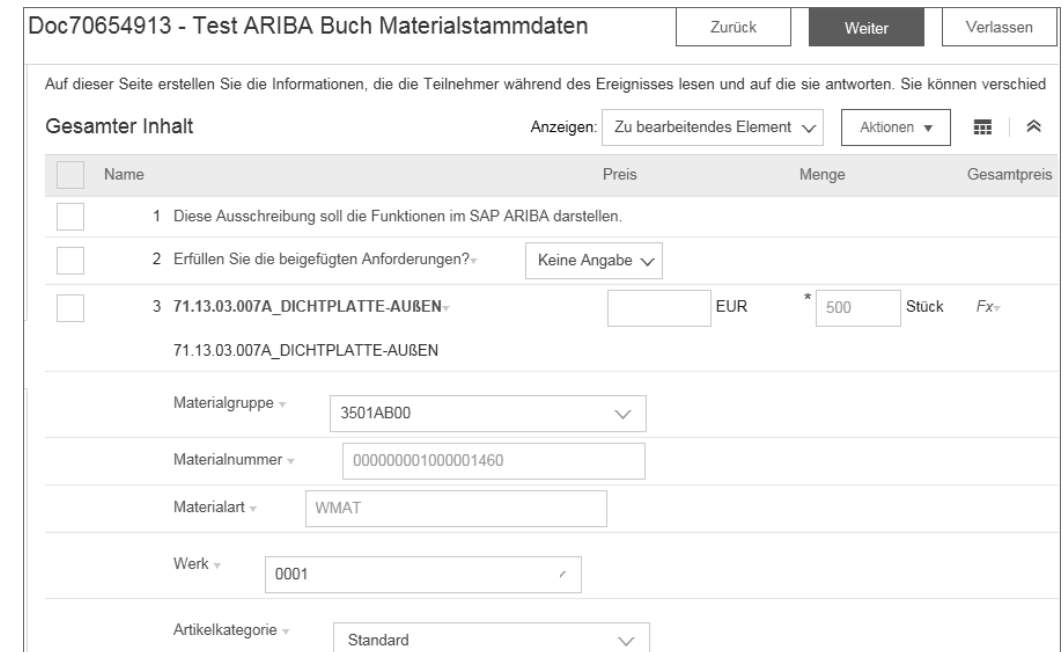 Doc70654913 - Test ARIBA Buch Materialstammdaten Zurück Weiter Verlassen
Auf dieser Seite erstellen Sie die Informationen, die die Teilnehmer während des Ereignisses lesen und auf die sie antworten. Sie können verschied
Gesamter Inhalt Anzeigen: Zu bearbeitendes Element Aktionen
Name Preis Menge Gesamtpreis
1 Diese Ausschreibung soll die Funktionen im SAP ARIBA darstellen.
2 Erfüllen Sie die beigefügten Anforderungen? Keine Angabe
3 71.13.03.007A_DICHTPLATTE-AUßEN EUR * 500 Stück Fx
71.13.03.007A_DICHTPLATTE-AUßEN
Materialgruppe 3501AB00
Materialnummer 000000001000001460
Materialart WMAT
Werk 0001
Artikelkategorie Standard